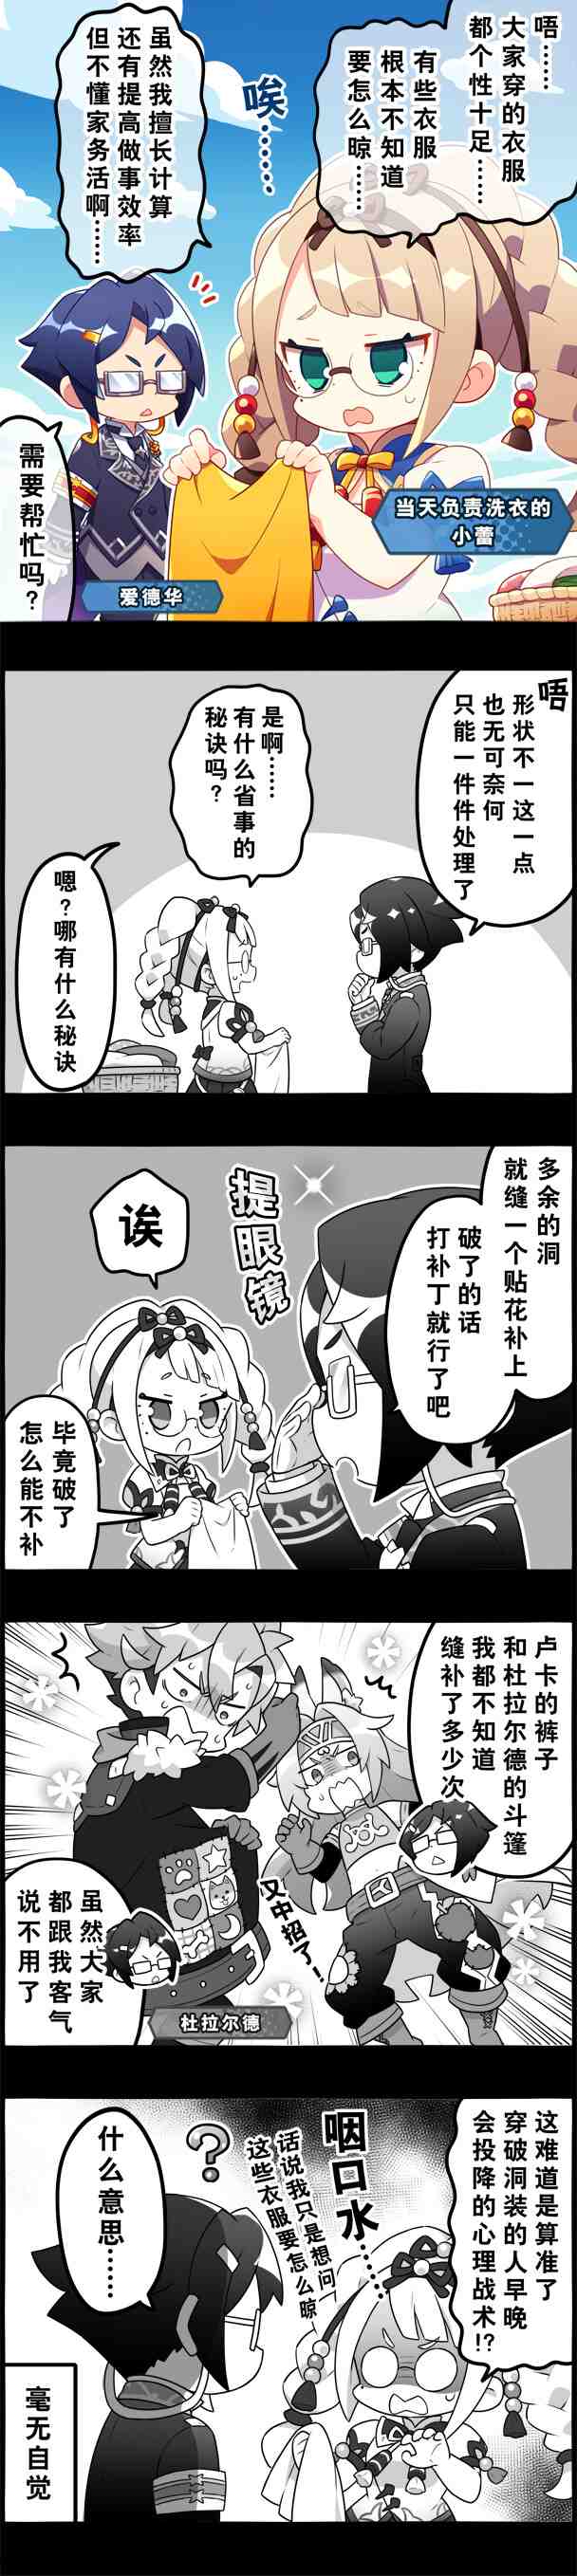 唔……
大家穿的衣服
都个性十足…
有些衣服
根本不知道
要怎么晾…
唉……
虽然我擅长计算
还有提高做事效率
但不懂家务活啊……
需要帮忙吗?
当天负责洗衣的
小蕾
爱德华
唔
形状不一这一点
也无可奈何
只能一件件处理了
是啊……
有什么省事的
秘诀吗?
嗯?哪有什么秘诀
多余的洞
就缝一个贴花补上
破了的话
打补丁就行了吧
提眼镜
诶
毕竟破了
怎么能不补
卢卡的裤子
和杜拉尔德的斗篷
我都不知道
缝补了多少次
又中招了!
虽然大家
都跟我客气
说不用了
杜拉尔德
这难道是算准了
穿破洞装的人早晚
会投降的心理战术!?
咽口水……
话说我只是想问
这些衣服要怎么晾
?
什么意思……
毫无自觉